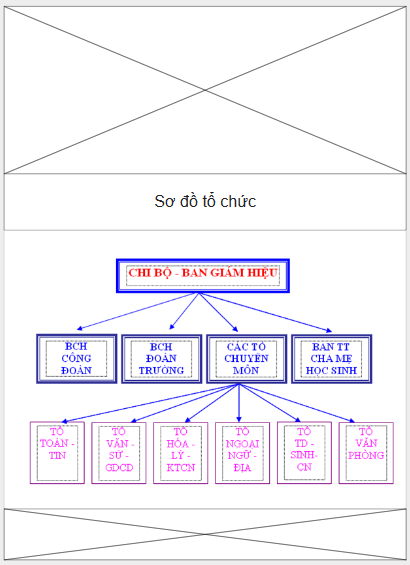 Sơ đồ tổ chức
CHI BỘ - BAN GIÁM HIỆU
BCH
CÔNG
ĐOÀN
BCH
ĐOÀN
TRƯỜNG
CÁC TỔ
CHUYÊN
MÔN
BAN TT
CHA MẸ
HỌC SINH
TỔ
TOÁN -
TIN
TỔ
VĂN -
SỬ -
GDCD
TỔ
HÓA -
LÝ -
KTCN
TỔ
NGOẠI
NGỮ -
ĐỊA
TỔ
TD -
SINH-
CN
TỔ
VĂN
PHÒNG